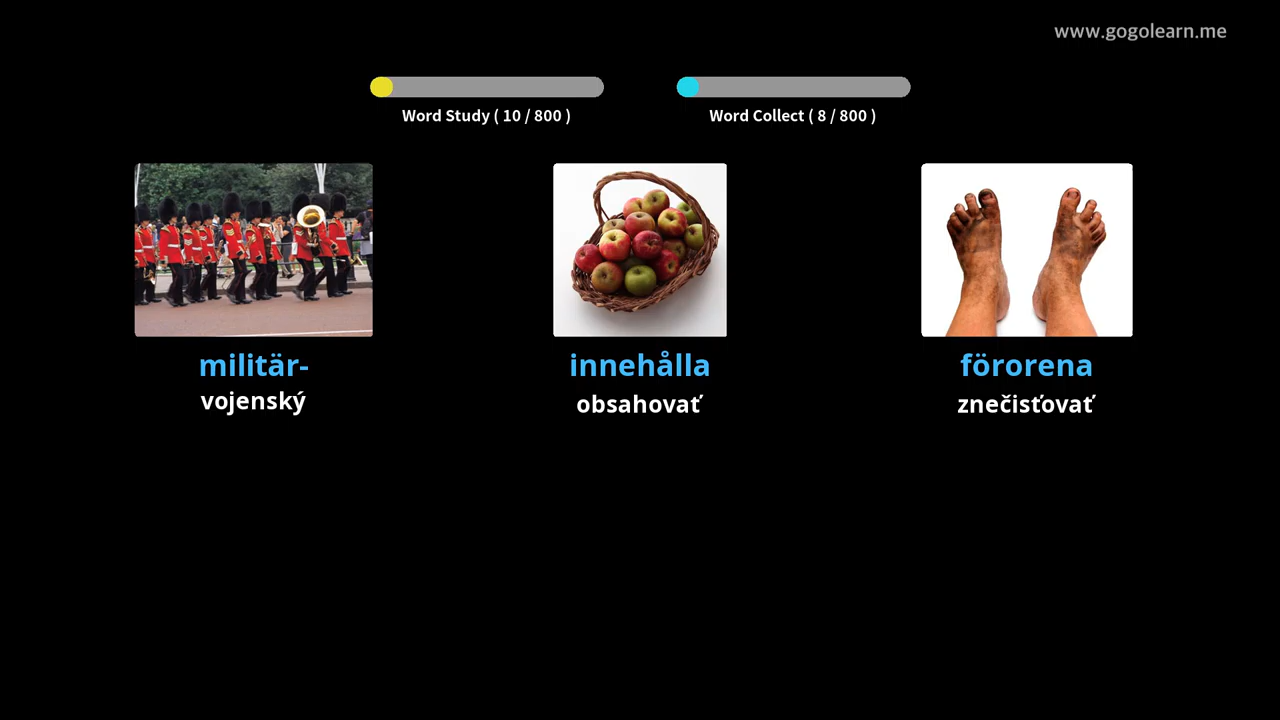 www.gogolearn.me
Word Study ( 10 / 800 )
Word Collect ( 8 / 800 )
militär-
vojenský
innehålla
obsahovať
förorena
znečisťovať